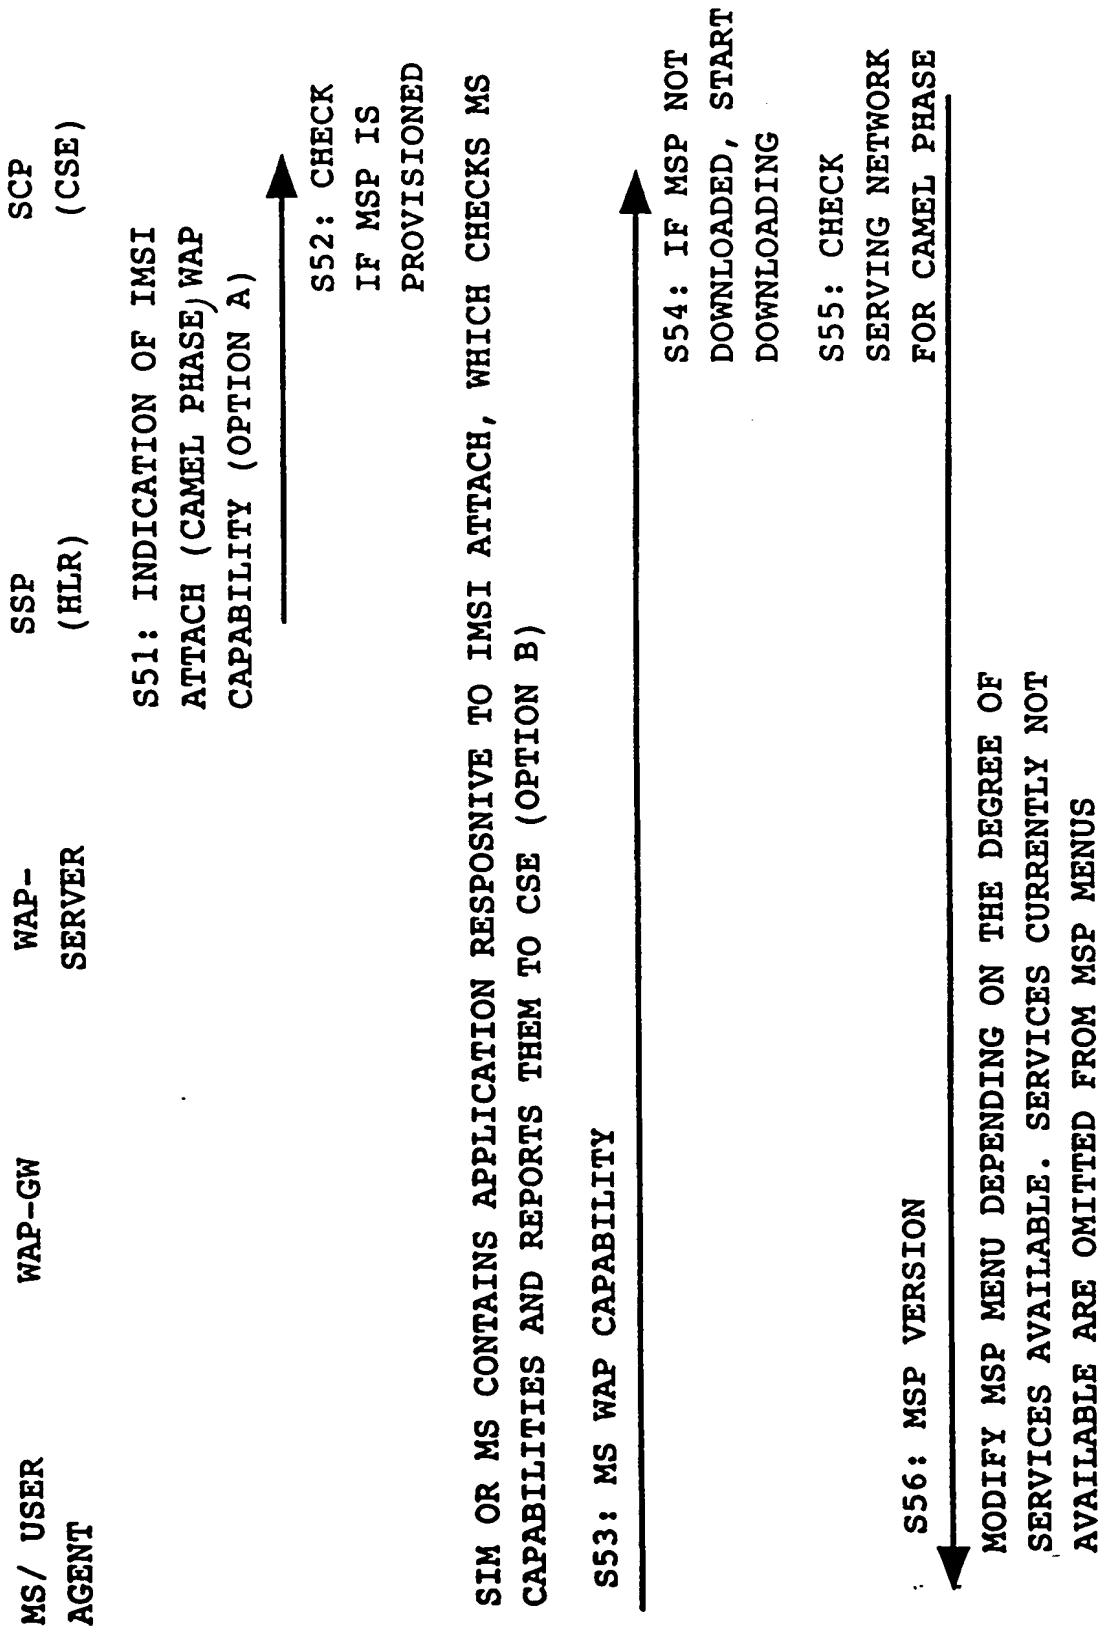 MS/ USER
AGENT
WAP-GW
WAP-
SERVER
SSP
(HLR)
SCP
(CSE)
S51: INDICATION OF IMSI
ATTACH (CAMEL PHASE, WAP
CAPABILITY (OPTION A)
S52: CHECK
IF MSP IS
PROVISIONED
SIM OR MS CONTAINS APPLICATION RESPOSNIVE TO IMSI ATTACH, WHICH CHECKS MS
CAPABILITIES AND REPORTS THEM TO CSE (OPTION B)
S53: MS WAP CAPABILITY
S54: IF MSP NOT
DOWNLOADED, START
DOWNLOADING
S55: CHECK
SERVING NETWORK
FOR CAMEL PHASE
S56: MSP VERSION
MODIFY MSP MENU DEPENDING ON THE DEGREE OF
SERVICES AVAILABLE. SERVICES CURRENTLY NOT
AVAILABLE ARE OMITTED FROM MSP MENUS